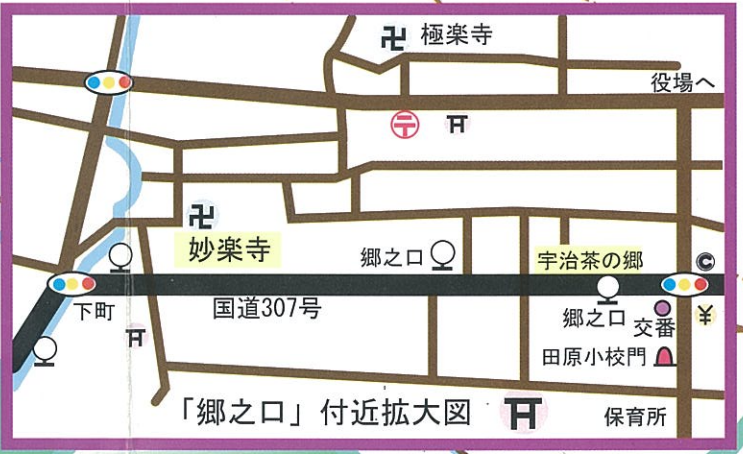 極楽寺
役場へ
〒
妙楽寺
郷之口
宇治茶の郷
C
下町
国道307号
郷之口
交番
¥
田原小校門
「郷之口」付近拡大図
保育所